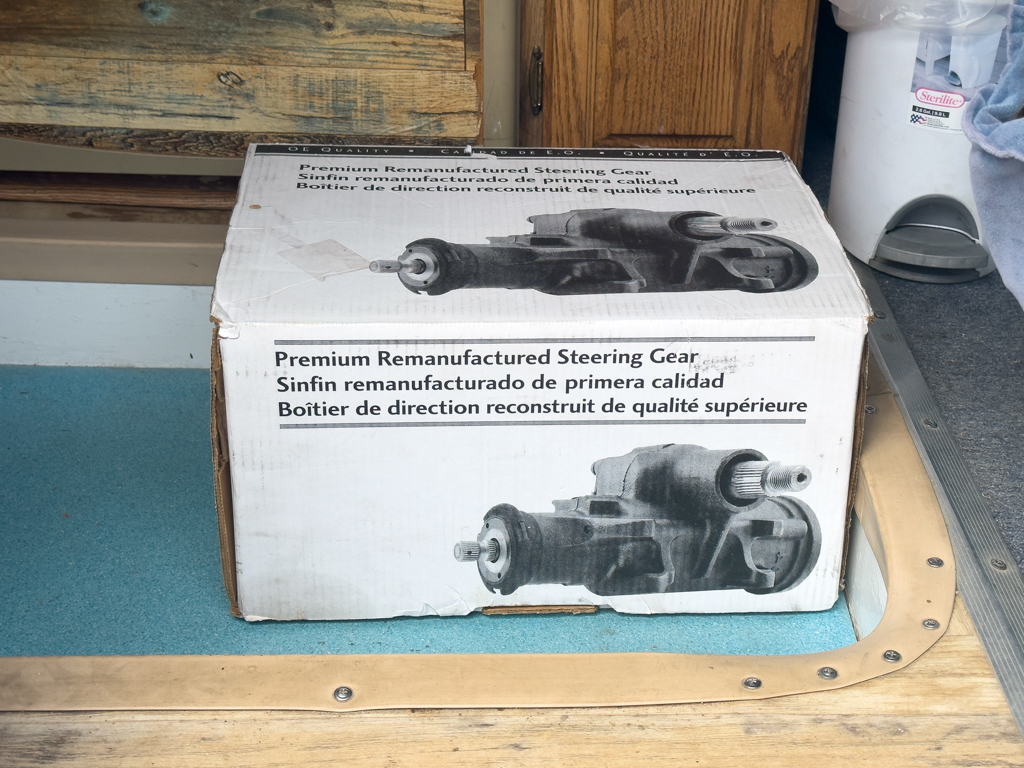 OE Quality • Calidad de E.O. • Qualité d'E.O.
Premium Remanufactured Steering Gear
Sinfin remanufacturado de primera calidad
Boîtier de direction reconstruit de qualité supérieure
Premium Remanufactured Steering Gear
Sinfin remanufacturado de primera calidad
Boîtier de direction reconstruit de qualité supérieure
Sterilite